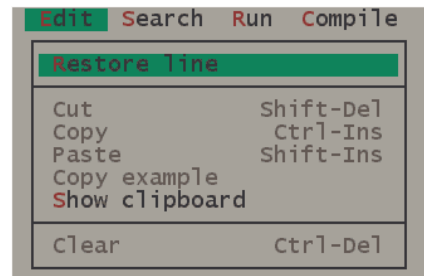 Edit Search Run Compile
Restore line
Cut Shift-Del
Copy Ctrl-Ins
Paste Shift-Ins
Copy example
Show clipboard
Clear Ctrl-Del